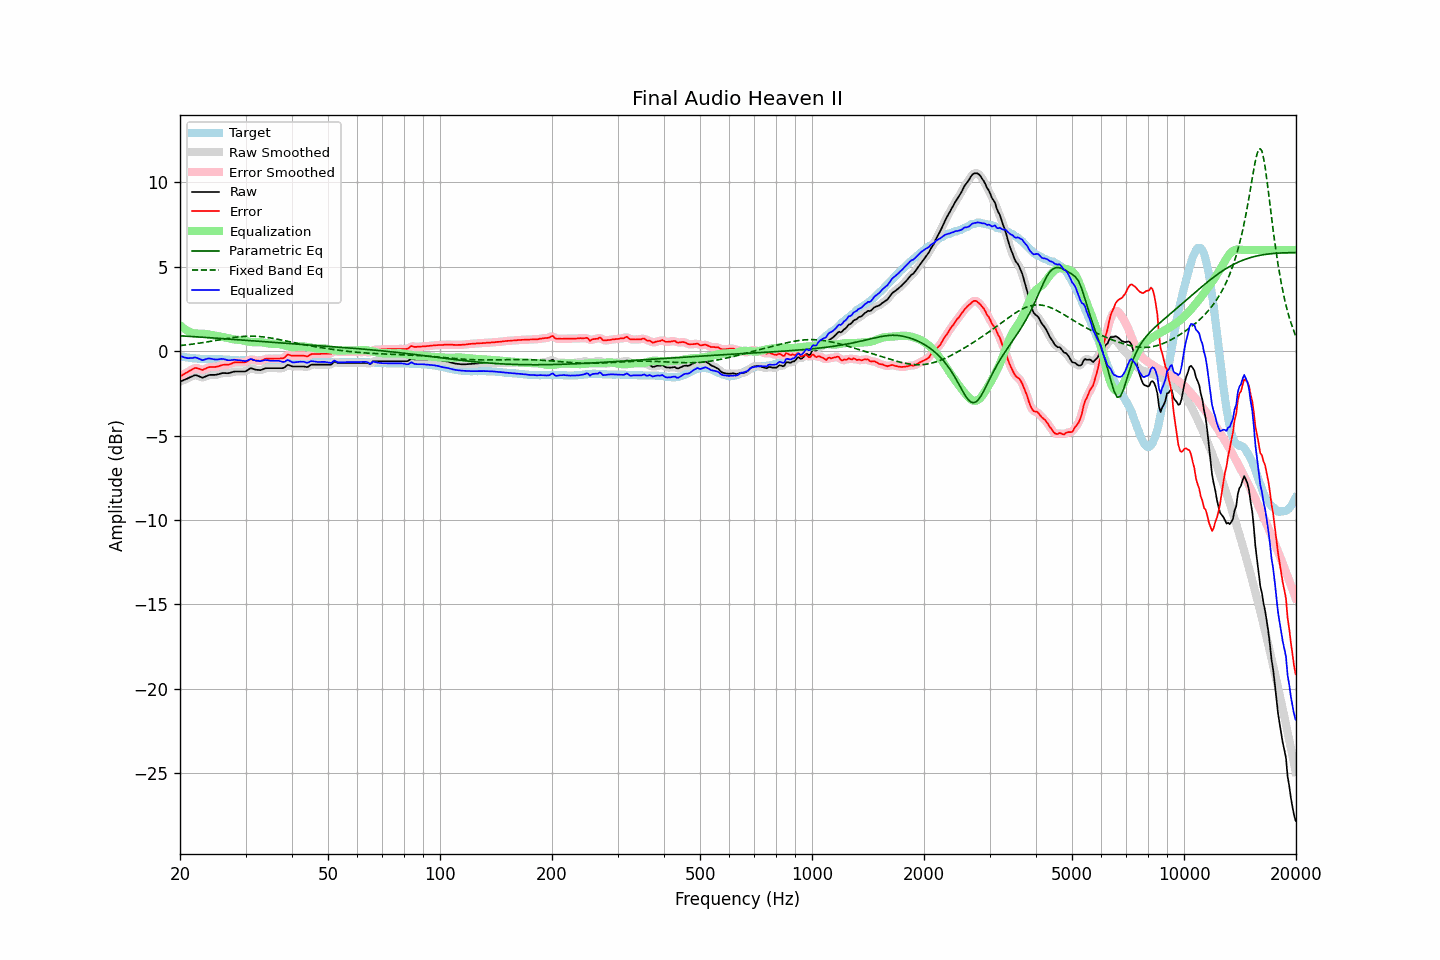 Final Audio Heaven II
Target
Raw Smoothed
Error Smoothed
Raw
Error
Equalization
Parametric Eq
Fixed Band Eq
Equalized
Amplitude (dBr)
10
5
0
−5
−10
−15
−20
−25
20 50 100 200 500 1000 2000 5000 10000 20000
Frequency (Hz)